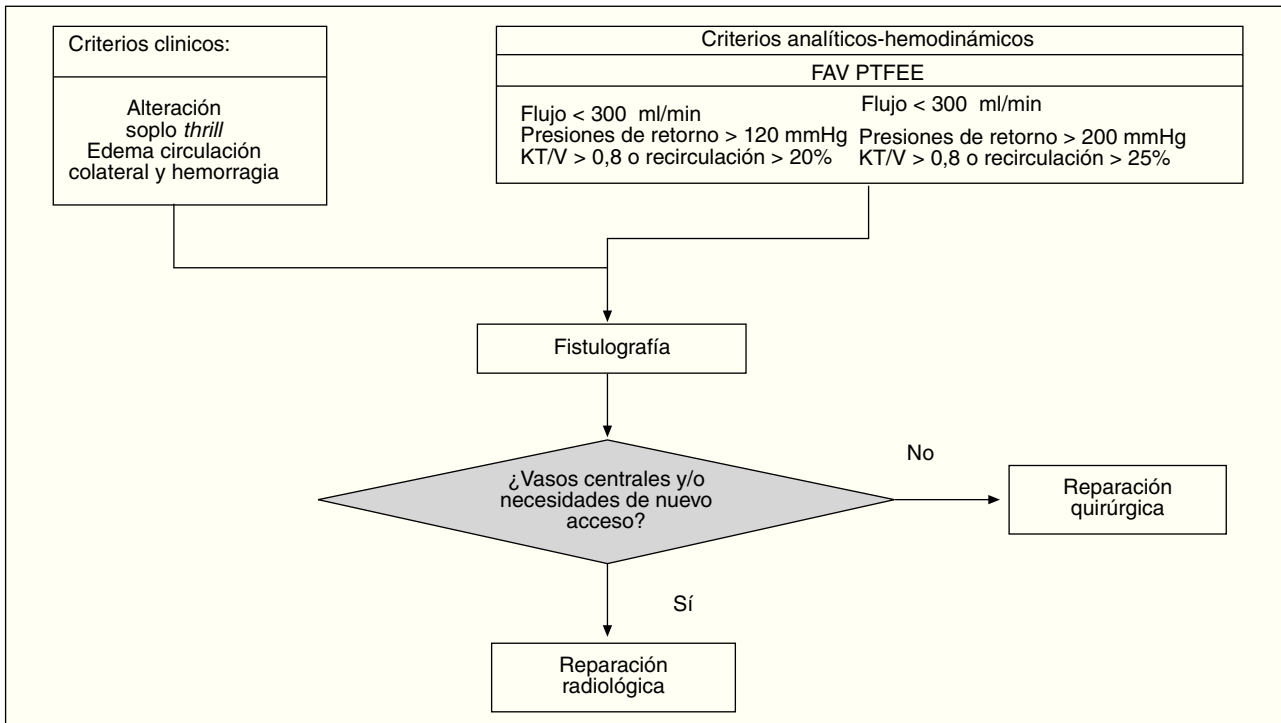 Criterios clinicos:
Alteración
soplo thrill
Edema circulación
colateral y hemorragia
Criterios analíticos-hemodinámicos
FAV PTFEE
Flujo < 300 ml/min
Presiones de retorno > 120 mmHg
KT/V > 0,8 o recirculación > 20%
Flujo < 300 ml/min
Presiones de retorno > 200 mmHg
KT/V > 0,8 o recirculación > 25%
Fistulografía
¿Vasos centrales y/o
necesidades de nuevo
acceso?
No
Reparación
quirúrgica
Sí
Reparación
radiológica